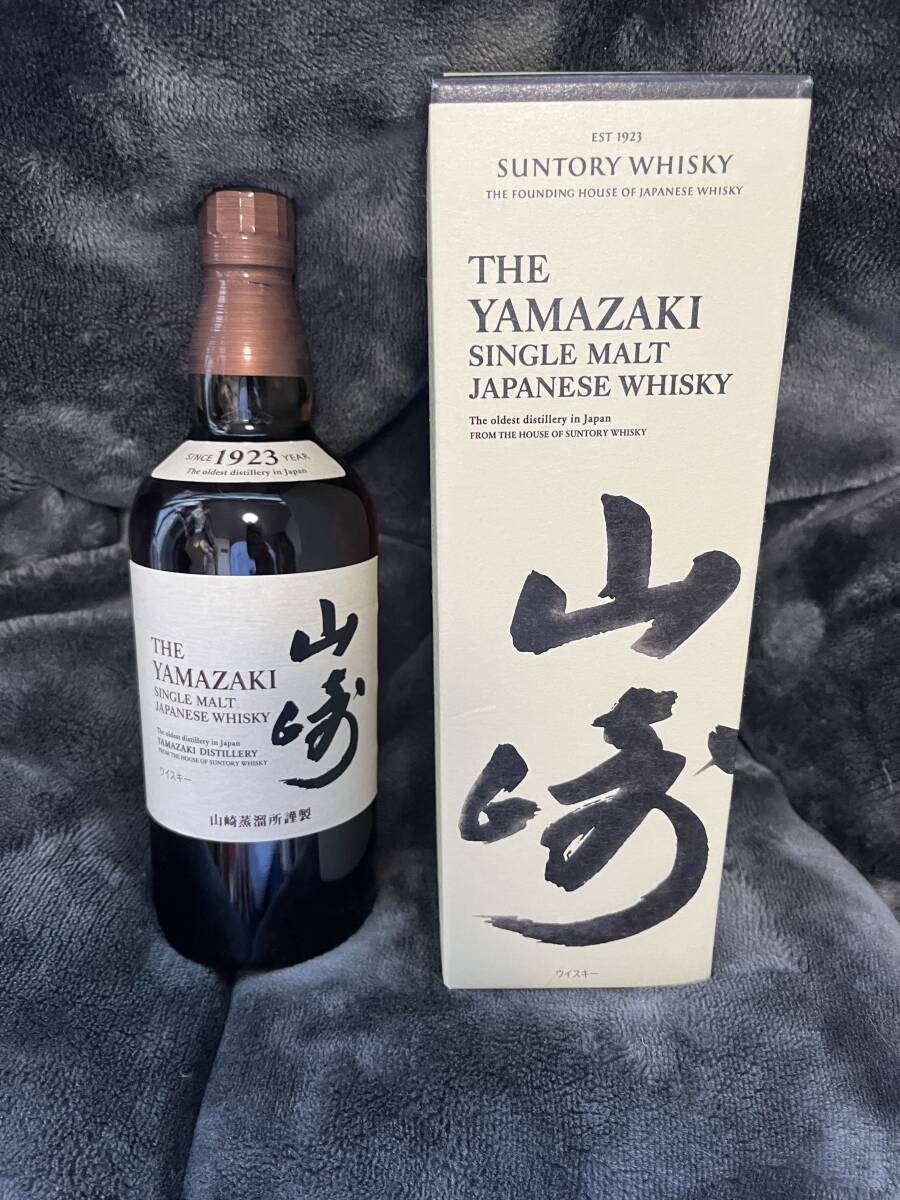 SINCE 1923 YEAR
The oldest distillery in Japan
THE
YAMAZAKI
SINGLE MALT
JAPANESE WHISKY
The oldest distillery in Japan
YAMAZAKI DISTILLERY
FROM THE HOUSE OF SUNTORY WHISKY
ウイスキー
山崎
山崎蒸溜所謹製
EST 1923
SUNTORY WHISKY
THE FOUNDING HOUSE OF JAPANESE WHISKY
THE
YAMAZAKI
SINGLE MALT
JAPANESE WHISKY
The oldest distillery in Japan
FROM THE HOUSE OF SUNTORY WHISKY
山崎
ウイスキー